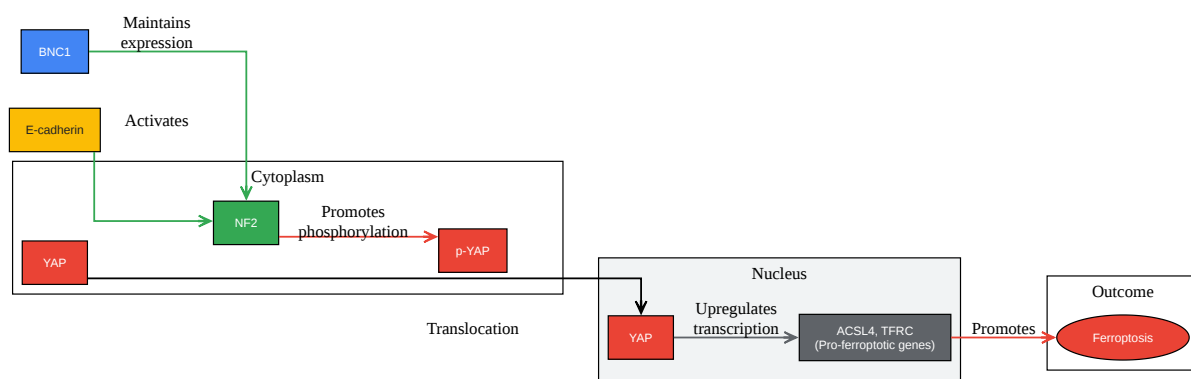 Maintains
expression
BNC1
E-cadherin
Activates
Cytoplasm
NF2
Promotes
phosphorylation
YAP
p-YAP
Translocation
Nucleus
YAP
Upregulates
transcription
ACSL4, TFRC
(Pro-ferroptotic genes)
Promotes
Outcome
Ferroptosis